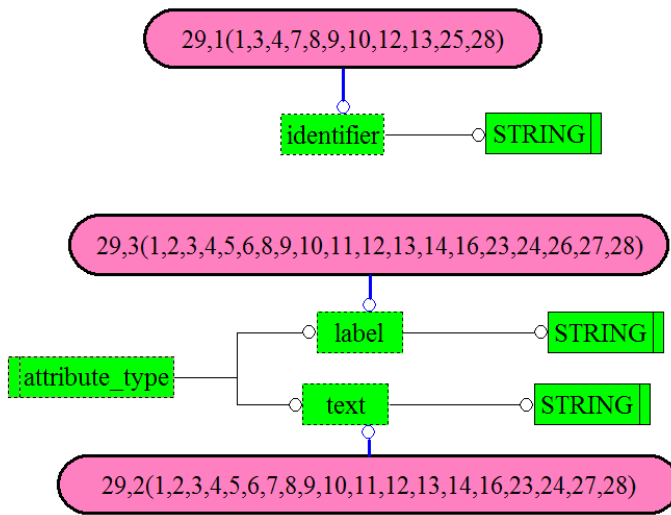 29,1(1,3,4,7,8,9,10,12,13,25,28)
identifier STRING
29,3(1,2,3,4,5,6,8,9,10,11,12,13,14,16,23,24,26,27,28)
label STRING
attribute_type
text STRING
29,2(1,2,3,4,5,6,7,8,9,10,11,12,13,14,16,23,24,27,28)